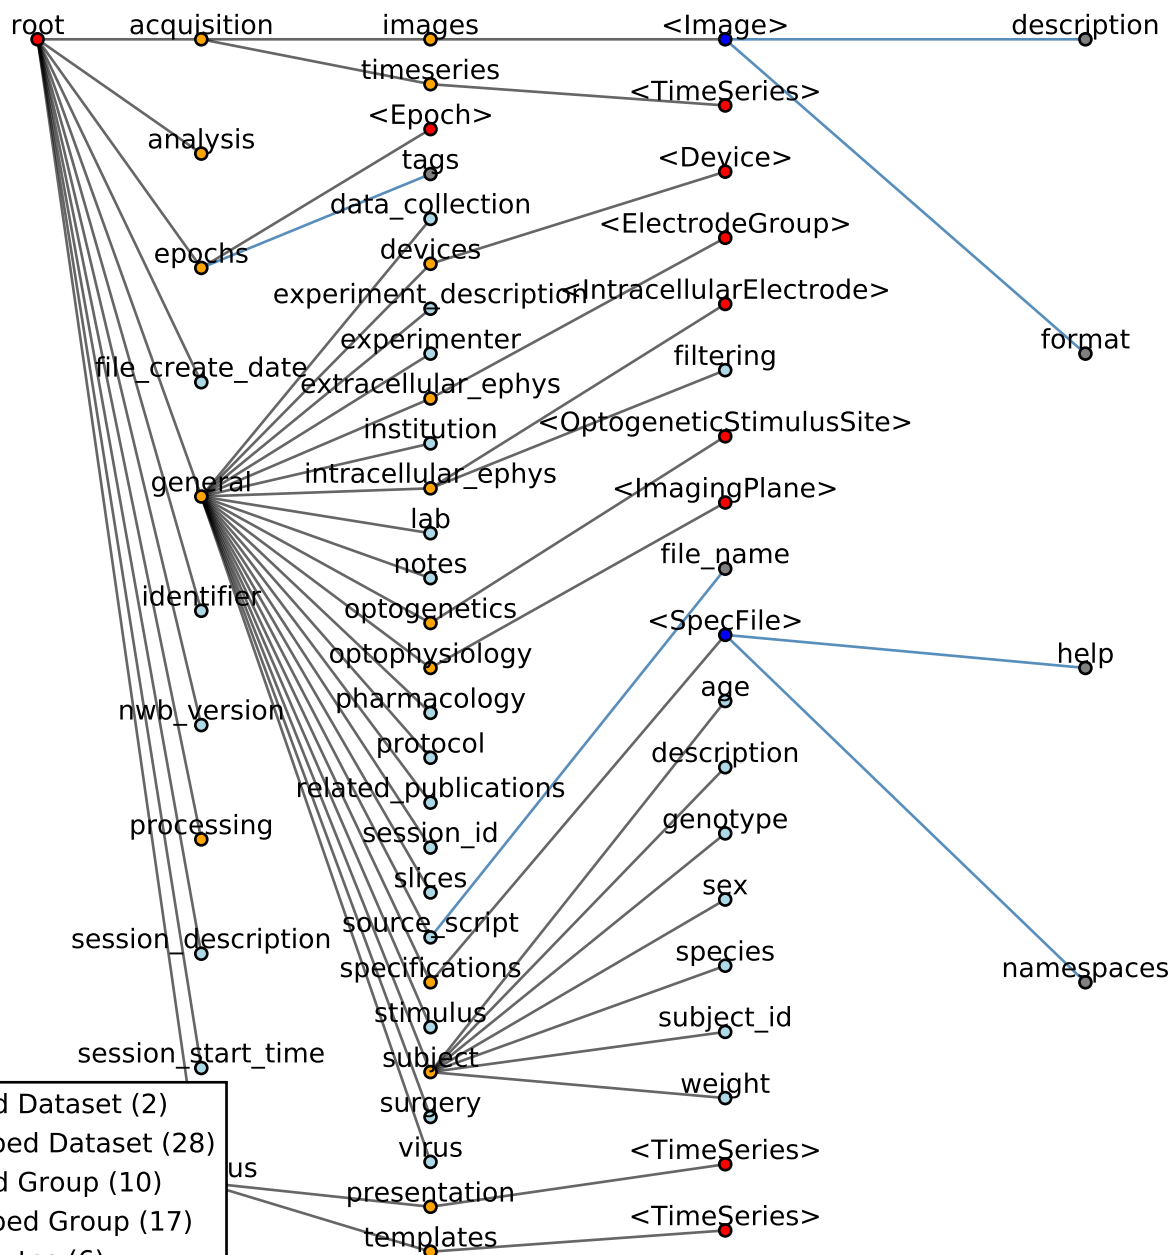 root
acquisition
images
<Image>
description
timeseries
<TimeSeries>
<Epoch>
analysis
tags
<Device>
data_collection
<ElectrodeGroup>
epochs
devices
experiment_description
<IntracellularElectrode>
experimenter
format
filtering
file_create_date
extracellular_ephys
<OptogeneticStimulusSite>
institution
general
intracellular_ephys
<ImagingPlane>
lab
file_name
notes
identifier
optogenetics
<SpecFile>
optophysiology
help
age
pharmacology
nwb_version
protocol
description
related_publications
processing
genotype
session_id
slices
sex
source_script
session_description
species
specifications
namespaces
stimulus
subject_id
session_start_time
subject
weight
surgery
d Dataset (2)
ped Dataset (28)
virus
<TimeSeries>
us
d Group (10)
presentation
ped Group (17)
<TimeSeries>
templates